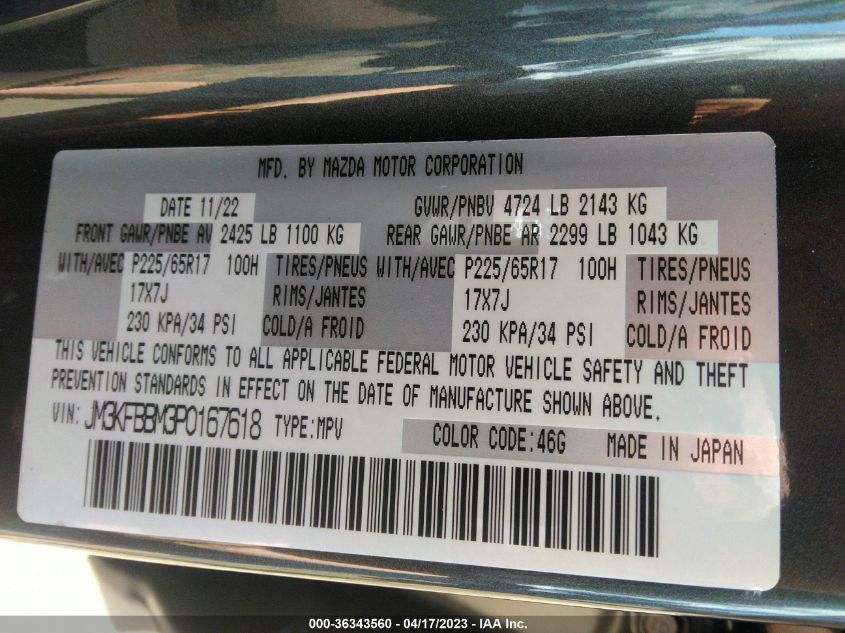 MFD. BY MAZDA MOTOR CORPORATION
DATE 11/22 GVWR/PNBV 4724 LB 2143 KG
FRONT GAWR/PNBE AV 2425 LB 1100 KG REAR GAWR/PNBE AR 2299 LB 1043 KG
WITH/AVEC P225/65R17 100H TIRES/PNEUS WITH/AVEC P225/65R17 100H TIRES/PNEUS
17X7J RIMS/JANTES 17X7J RIMS/JANTES
230 KPA/34 PSI COLD/A FROID 230 KPA/34 PSI COLD/A FROID
THIS VEHICLE CONFORMS TO ALL APPLICABLE FEDERAL MOTOR VEHICLE SAFETY AND THEFT
PREVENTION STANDARDS IN EFFECT ON THE DATE OF MANUFACTURE SHOWN ABOVE.
VIN: JM3KFBBM3P0167618 TYPE:MPV COLOR CODE:46G MADE IN JAPAN
000-36343560 - 04/17/2023 - IAA Inc.